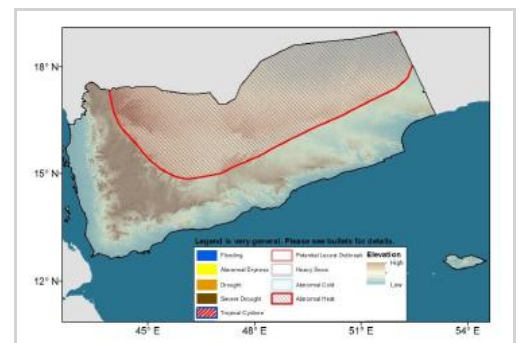 18° N
15° N
12° N
Legend is very general. Please see bullets for details.
Flooding
Abnormal Dryness
Drought
Severe Drought
Tropical Cyclone
Potential Locust Outbreak
Heavy Snow
Abnormal Cold
Abnormal Heat
Elevation
High
Low
45° E
48° E
51° E
54° E